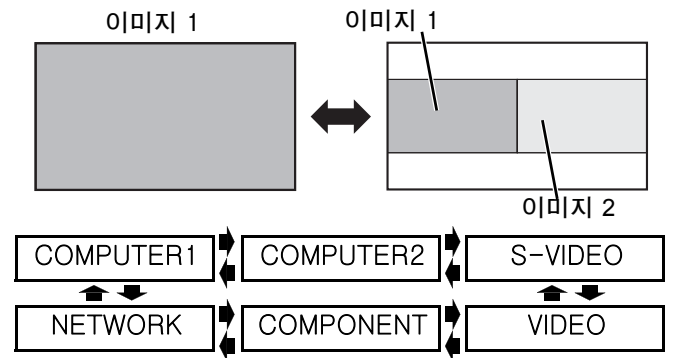 이미지 1
이미지 1
이미지 2
COMPUTER1 COMPUTER2 S-VIDEO
NETWORK COMPONENT VIDEO